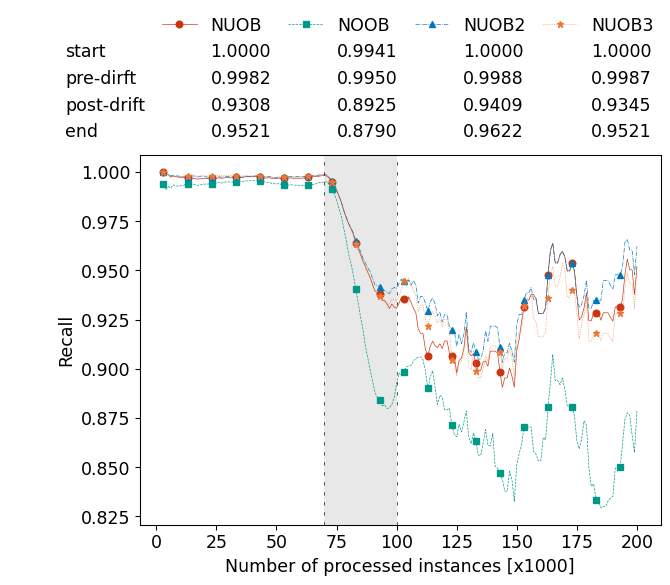 NUOB NOOB NUOB2 NUOB3
start 1.0000 0.9941 1.0000 1.0000
pre-dirft 0.9982 0.9950 0.9988 0.9987
post-drift 0.9308 0.8925 0.9409 0.9345
end 0.9521 0.8790 0.9622 0.9521
1.000
0.975
0.950
0.925
0.900
0.875
0.850
0.825
Recall
0 25 50 75 100 125 150 175 200
Number of processed instances [x1000]